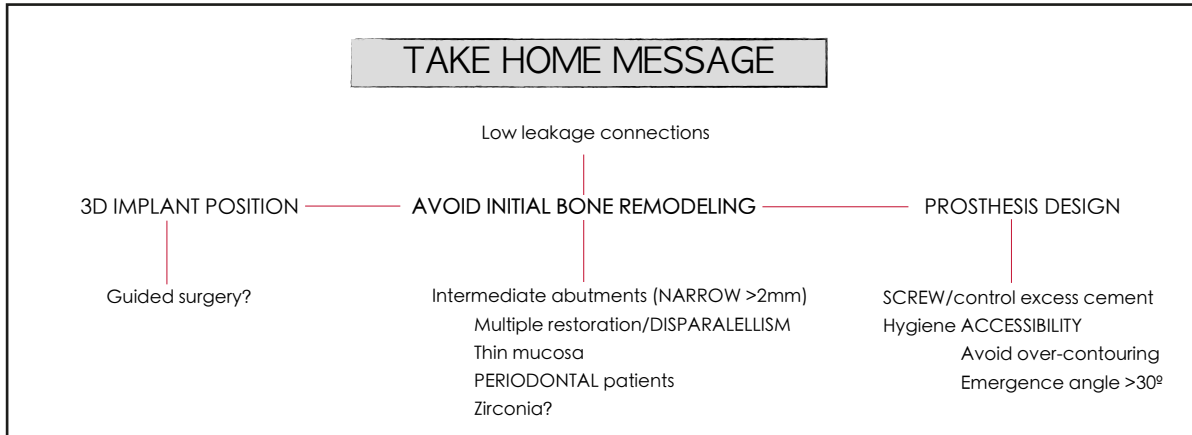 TAKE HOME MESSAGE
Low leakage connections
3D IMPLANT POSITION
AVOID INITIAL BONE REMODELING
PROSTHESIS DESIGN
Guided surgery?
Intermediate abutments (NARROW >2mm)
Multiple restoration/DISPARALELLISM
Thin mucosa
PERIODONTAL patients
Zirconia?
SCREW/control excess cement
Hygiene ACCESSIBILITY
Avoid over-contouring
Emergence angle >30º